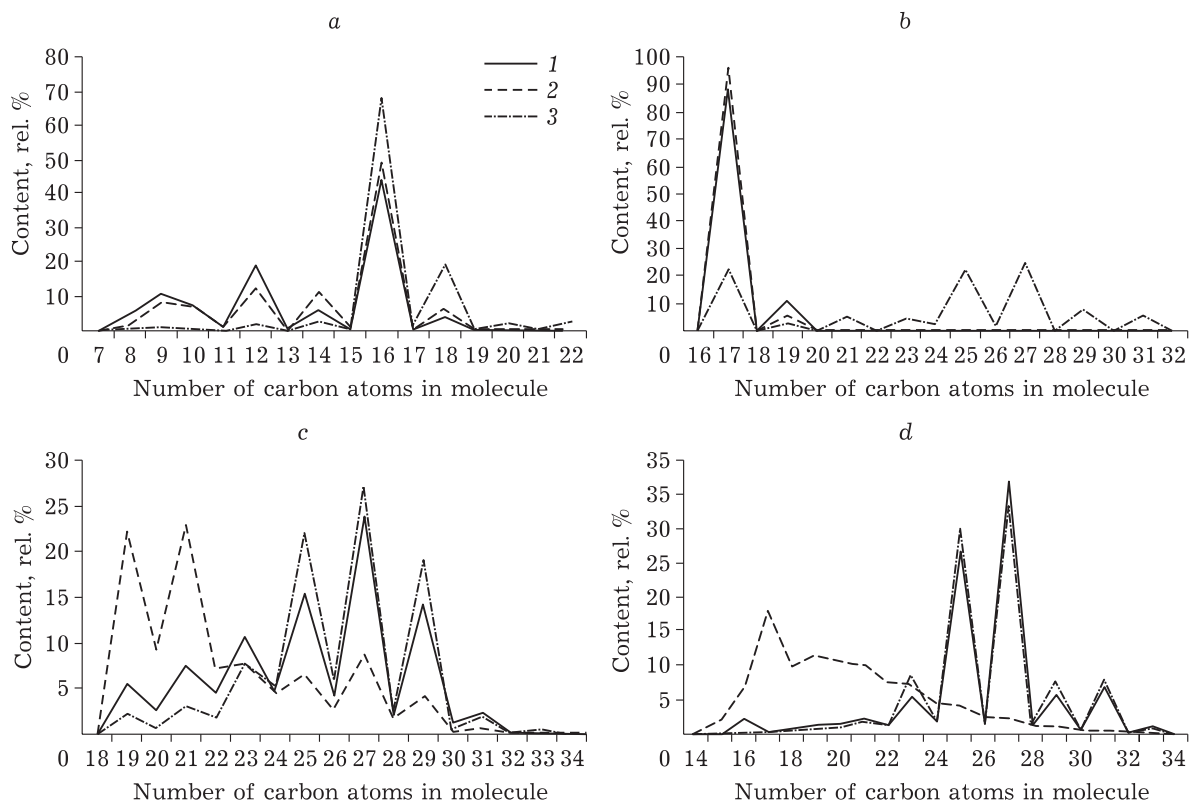 a
80
70
60
50
40
30
20
10
0
Content, rel. %
1
2
3
7 8 9 10 11 12 13 14 15 16 17 18 19 20 21 22
Number of carbon atoms in molecule
b
100
90
80
70
60
50
40
30
20
10
0
Content, rel. %
16 17 18 19 20 21 22 23 24 25 26 27 28 29 30 31 32
Number of carbon atoms in molecule
c
30
25
20
15
10
5
0
Content, rel. %
18 19 20 21 22 23 24 25 26 27 28 29 30 31 32 33 34
Number of carbon atoms in molecule
d
35
35
30
25
20
15
10
5
0
Content, rel. %
14 16 18 20 22 24 26 28 30 32 34
Number of carbon atoms in molecule